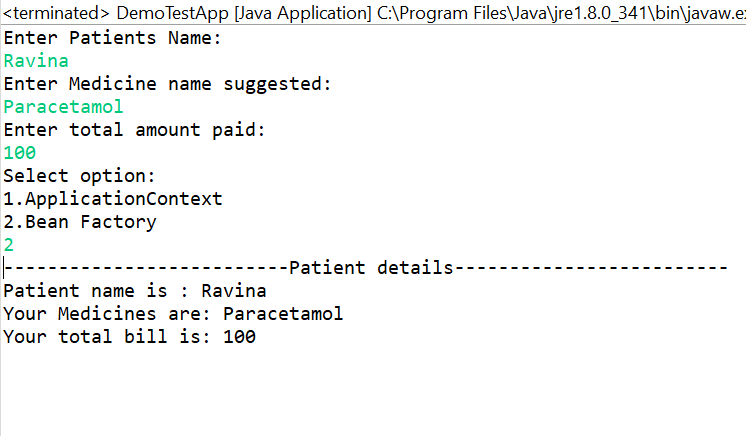 <terminated> DemoTestApp [Java Application] C:\Program Files\Java\jre1.8.0_341\bin\javaw.ex
Enter Patients Name:
Ravina
Enter Medicine name suggested:
Paracetamol
Enter total amount paid:
100
Select option:
1.ApplicationContext
2.Bean Factory
2
--------------------------Patient details-------------------------
Patient name is : Ravina
Your Medicines are: Paracetamol
Your total bill is: 100